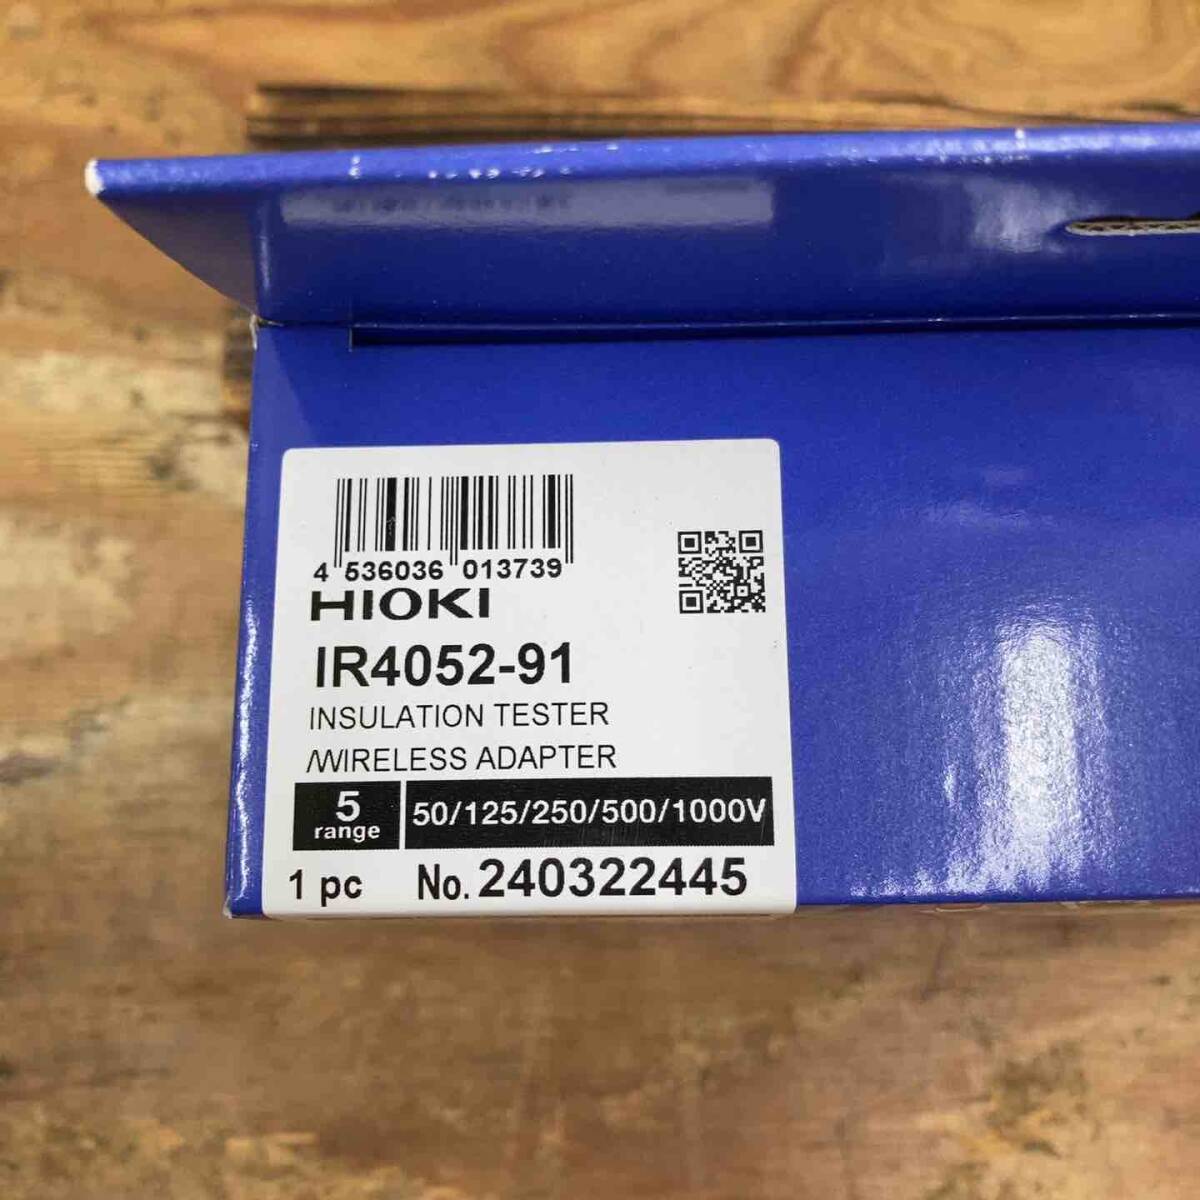 4 536036 013739
HIOKI
IR4052-91
INSULATION TESTER
/WIRELESS ADAPTER
5 range
50/125/250/500/1000V
1 pc No. 240322445